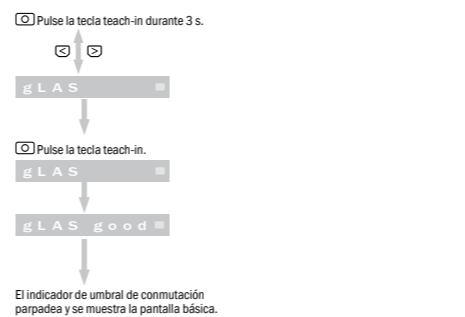 Pulse la tecla teach-in durante 3 s.
gLAS
Pulse la tecla teach-in.
gLAS
gLAS good
El indicador de umbral de conmutación
parpadea y se muestra la pantalla básica.